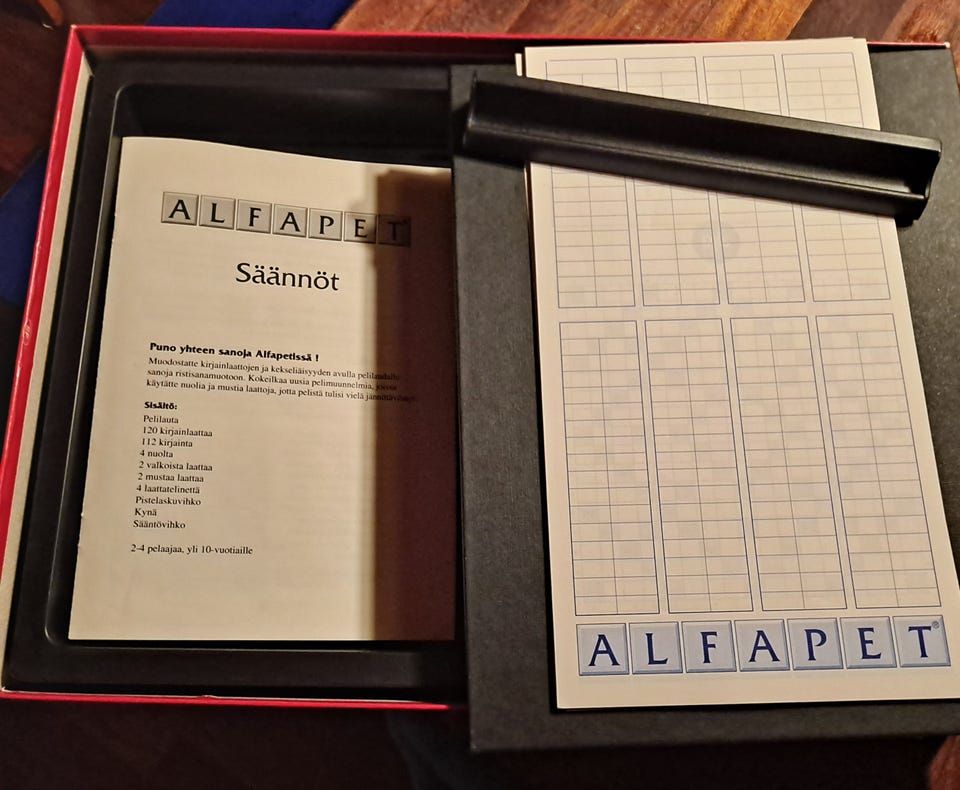 ALFAPET
Säännöt
Puno yhteen sanoja Alfapetissä !
Muodostatte kirjainlaattojen ja kekseliäisyyden avulla pelilaudalle
sanoja ristisanamuotoon. Kokeilkaa uusia pelimuunnelmia, joissa
käytätte nuolia ja mustia laattoja, jotta pelistä tulisi vielä
Sisältö:
Pelilauta
120 kirjainlaattaa
112 kirjainta
4 nuolta
2 valkoista laattaa
2 mustaa laattaa
4 laattatelinettä
Pistelaskuvihko
Kynä
Sääntövihko
2-4 pelaajaa, yli 10-vuotiaille
ALFAPET®